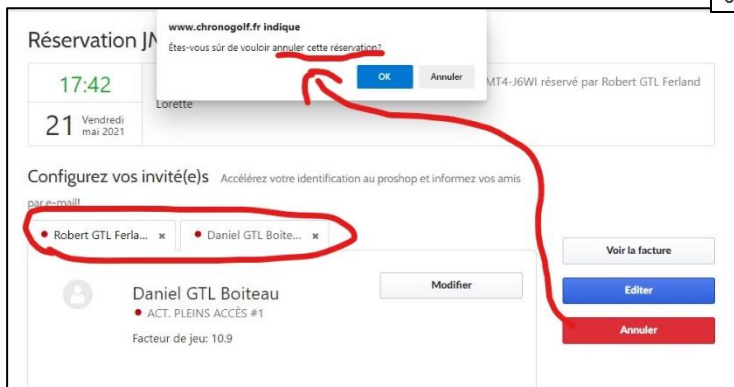 www.chronogolf.fr indique
Êtes-vous sûr de vouloir annuler cette réservation?
OK
Annuler
Réservation
17:42
MT4-J6WI réservé par Robert GTL Ferland
Lorette
21 Vendredi
mai 2021
Configurez vos invité(e)s Accélérez votre identification au proshop et informez vos amis
par e-mail!
Robert GTL Ferla... × Daniel GTL Boite... ×
Voir la facture
Daniel GTL Boiteau
Modifier
Editer
ACT. PLEINS ACCÈS #1
Annuler
Facteur de jeu: 10.9